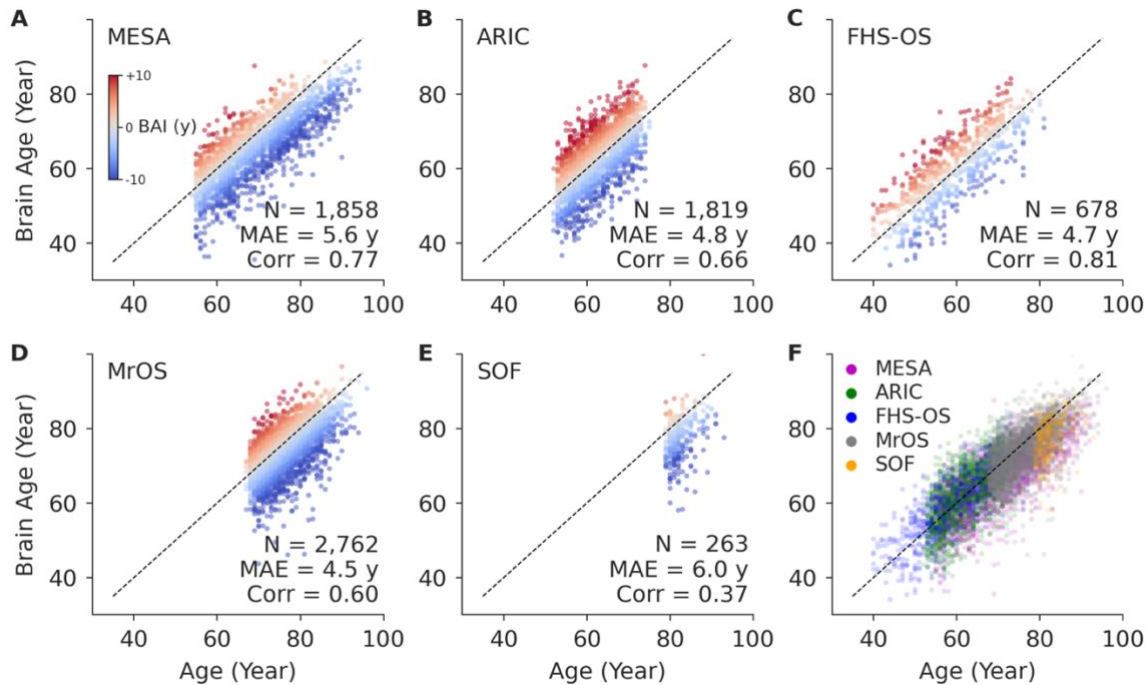 A
MESA
+10
0 BAI (y)
-10
N = 1,858
MAE = 5.6 y
Corr = 0.77
80
60
40
Brain Age (Year)
40 60 80 100
B
ARIC
N = 1,819
MAE = 4.8 y
Corr = 0.66
80
60
40
40 60 80 100
C
FHS-OS
N = 678
MAE = 4.7 y
Corr = 0.81
80
60
40
40 60 80 100
D
MrOS
N = 2,762
MAE = 4.5 y
Corr = 0.60
80
60
40
Brain Age (Year)
40 60 80 100
Age (Year)
E
SOF
N = 263
MAE = 6.0 y
Corr = 0.37
80
60
40
40 60 80 100
Age (Year)
F
MESA
ARIC
FHS-OS
MrOS
SOF
80
60
40
40 60 80 100
Age (Year)